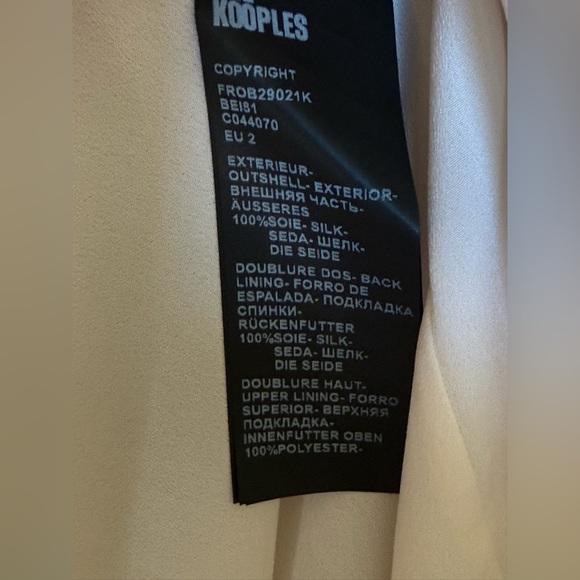 KOOPLES
COPYRIGHT
FROB29021K
BEI81
C044070
EU 2
EXTERIEUR-
OUTSHELL- EXTERIOR-
ВНЕШНЯЯ ЧАСТЬ-
ÄUSSERES
100%SOIE- SILK-
SEDA- ШЕЛК-
DIE SEIDE
DOUBLURE DOS- BACK
LINING- FORRO DE
ESPALADA- ПОДКЛАДКА
СПИНКИ-
RÜCKENFUTTER
100%SOIE- SILK-
SEDA- ШЕЛК-
DIE SEIDE
DOUBLURE HAUT-
UPPER LINING- FORRO
SUPERIOR- ВЕРХНЯЯ
ПОДКЛАДКА-
INNENFUTTER OBEN
100%POLYESTER-